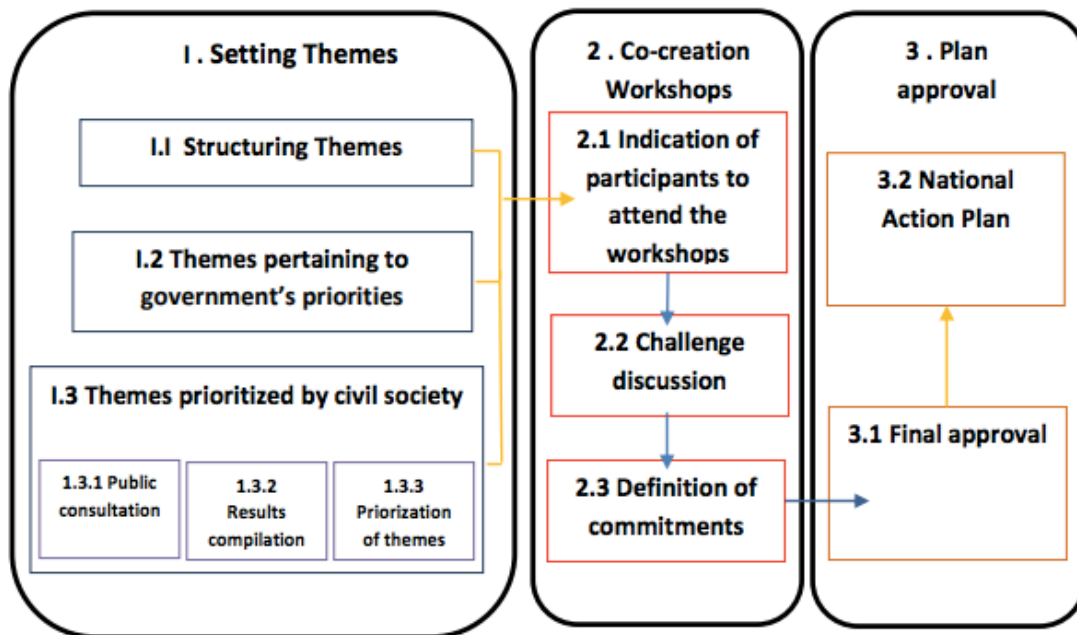 I . Setting Themes
I.I Structuring Themes
I.2 Themes pertaining to
government’s priorities
I.3 Themes prioritized by civil society
1.3.1 Public
consultation
1.3.2
Results
compilation
1.3.3
Priorization
of themes
2 . Co-creation
Workshops
2.1 Indication of
participants to
attend the
workshops
2.2 Challenge
discussion
2.3 Definition of
commitments
3 . Plan
approval
3.2 National
Action Plan
3.1 Final approval